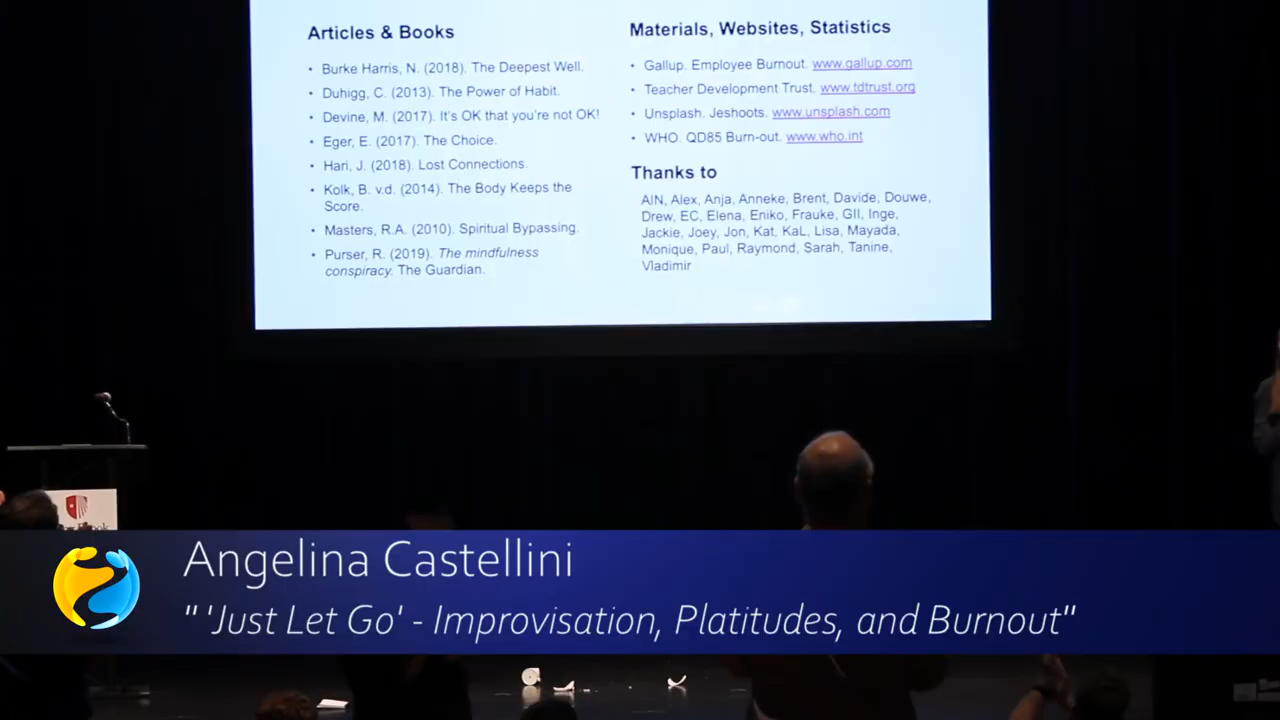 Articles & Books
• Burke Harris, N. (2018). The Deepest Well.
• Duhigg, C. (2013). The Power of Habit.
• Devine, M. (2017). It's OK that you're not OK!
• Eger, E. (2017). The Choice.
• Hari, J. (2018). Lost Connections.
• Kolk, B. v.d. (2014). The Body Keeps the
Score.
• Masters, R.A. (2010). Spiritual Bypassing.
• Purser, R. (2019). The mindfulness
conspiracy. The Guardian.
Materials, Websites, Statistics
• Gallup. Employee Burnout. www.gallup.com
• Teacher Development Trust. www.tdtrust.org
• Unsplash. Jeshoots. www.unsplash.com
• WHO. QD85 Burn-out. www.who.int
Thanks to
AIN, Alex, Anja, Anneke, Brent, Davide, Douwe,
Drew, EC, Elena, Eniko, Frauke, GII, Inge,
Jackie, Joey, Jon, Kat, KaL, Lisa, Mayada,
Monique, Paul, Raymond, Sarah, Tanine,
Vladimir
Angelina Castellini
" 'Just Let Go' - Improvisation, Platitudes, and Burnout"